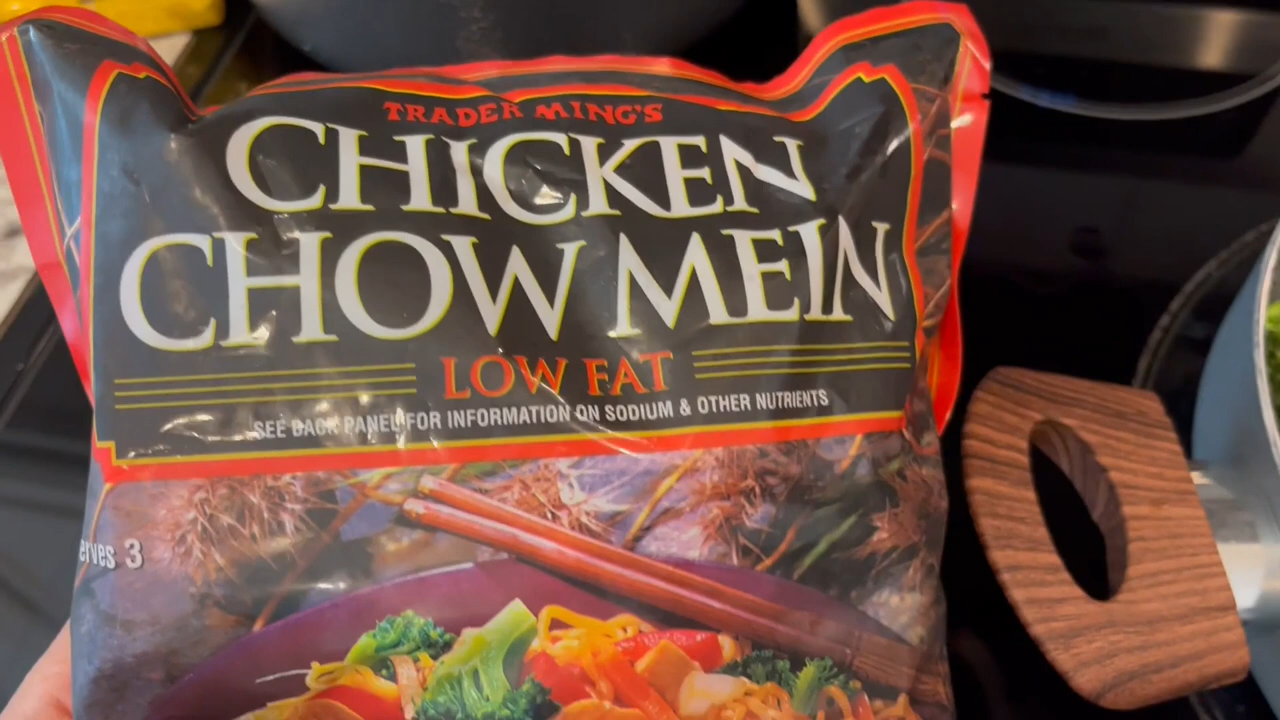 TRADER MING'S
CHICKEN
CHOW MEIN
LOW FAT
SEE BACK PANEL FOR INFORMATION ON SODIUM & OTHER NUTRIENTS
erves 3